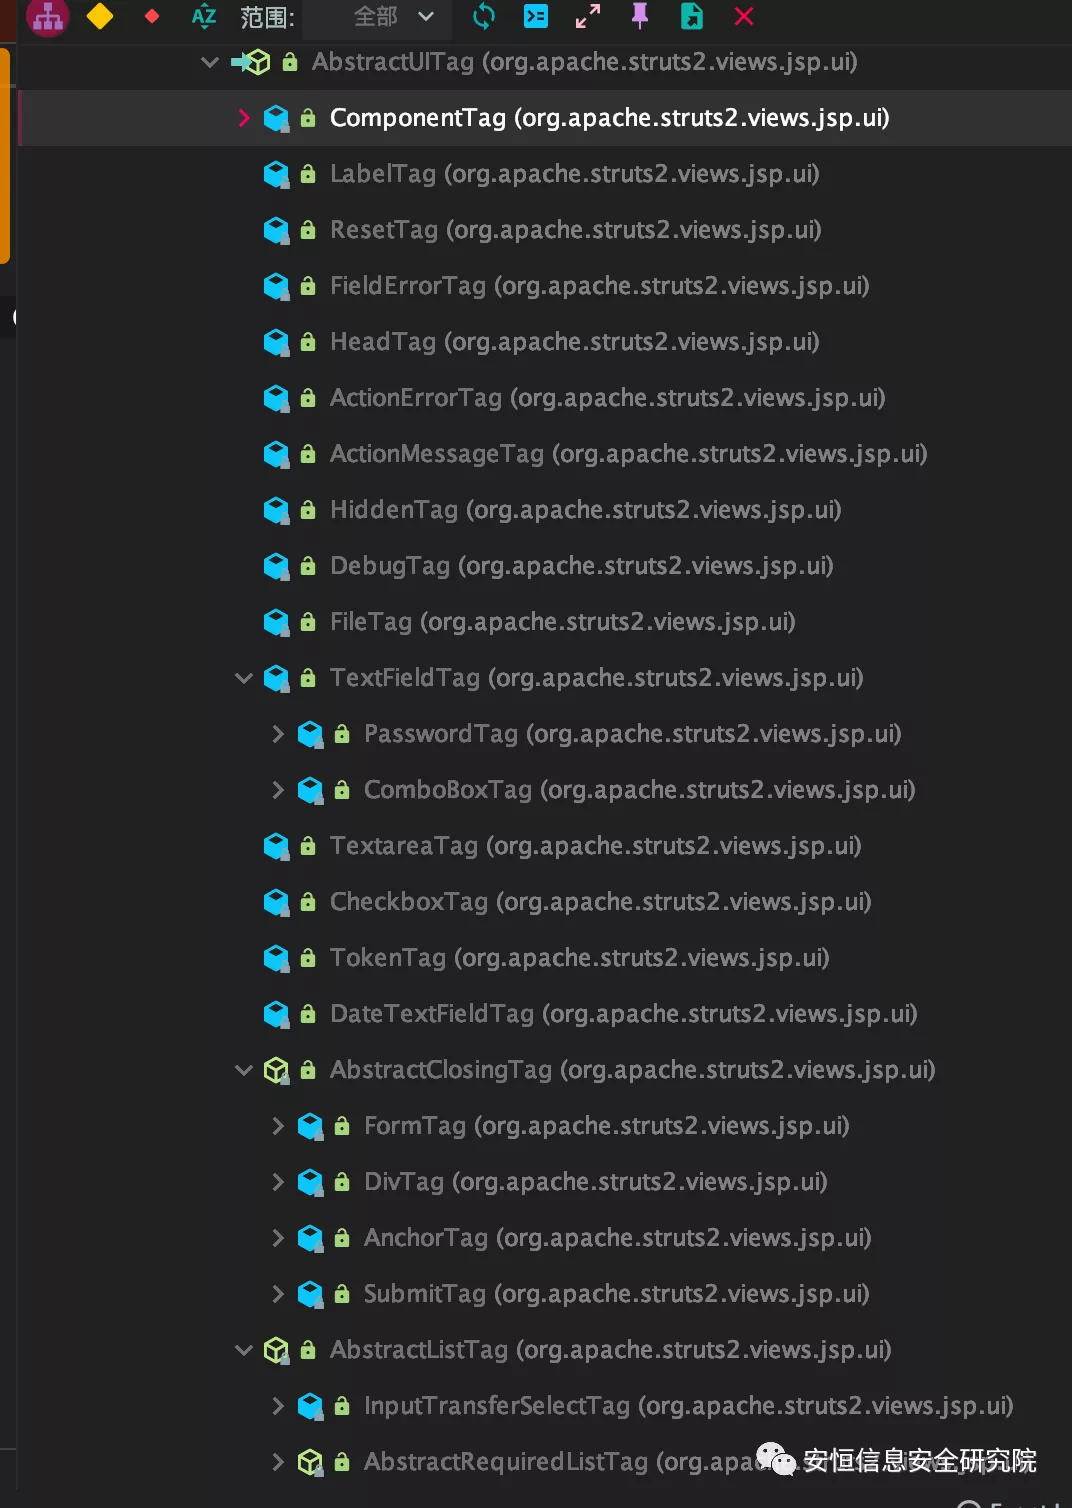 范围: 全部
AbstractUITag (org.apache.struts2.views.jsp.ui)
ComponentTag (org.apache.struts2.views.jsp.ui)
LabelTag (org.apache.struts2.views.jsp.ui)
ResetTag (org.apache.struts2.views.jsp.ui)
FieldErrorTag (org.apache.struts2.views.jsp.ui)
HeadTag (org.apache.struts2.views.jsp.ui)
ActionErrorTag (org.apache.struts2.views.jsp.ui)
ActionMessageTag (org.apache.struts2.views.jsp.ui)
HiddenTag (org.apache.struts2.views.jsp.ui)
DebugTag (org.apache.struts2.views.jsp.ui)
FileTag (org.apache.struts2.views.jsp.ui)
TextFieldTag (org.apache.struts2.views.jsp.ui)
PasswordTag (org.apache.struts2.views.jsp.ui)
ComboBoxTag (org.apache.struts2.views.jsp.ui)
TextareaTag (org.apache.struts2.views.jsp.ui)
CheckboxTag (org.apache.struts2.views.jsp.ui)
TokenTag (org.apache.struts2.views.jsp.ui)
DateTextFieldTag (org.apache.struts2.views.jsp.ui)
AbstractClosingTag (org.apache.struts2.views.jsp.ui)
FormTag (org.apache.struts2.views.jsp.ui)
DivTag (org.apache.struts2.views.jsp.ui)
AnchorTag (org.apache.struts2.views.jsp.ui)
SubmitTag (org.apache.struts2.views.jsp.ui)
AbstractListTag (org.apache.struts2.views.jsp.ui)
InputTransferSelectTag (org.apache.struts2.views.jsp.ui)
AbstractRequiredListTag
安恒信息安全研究院